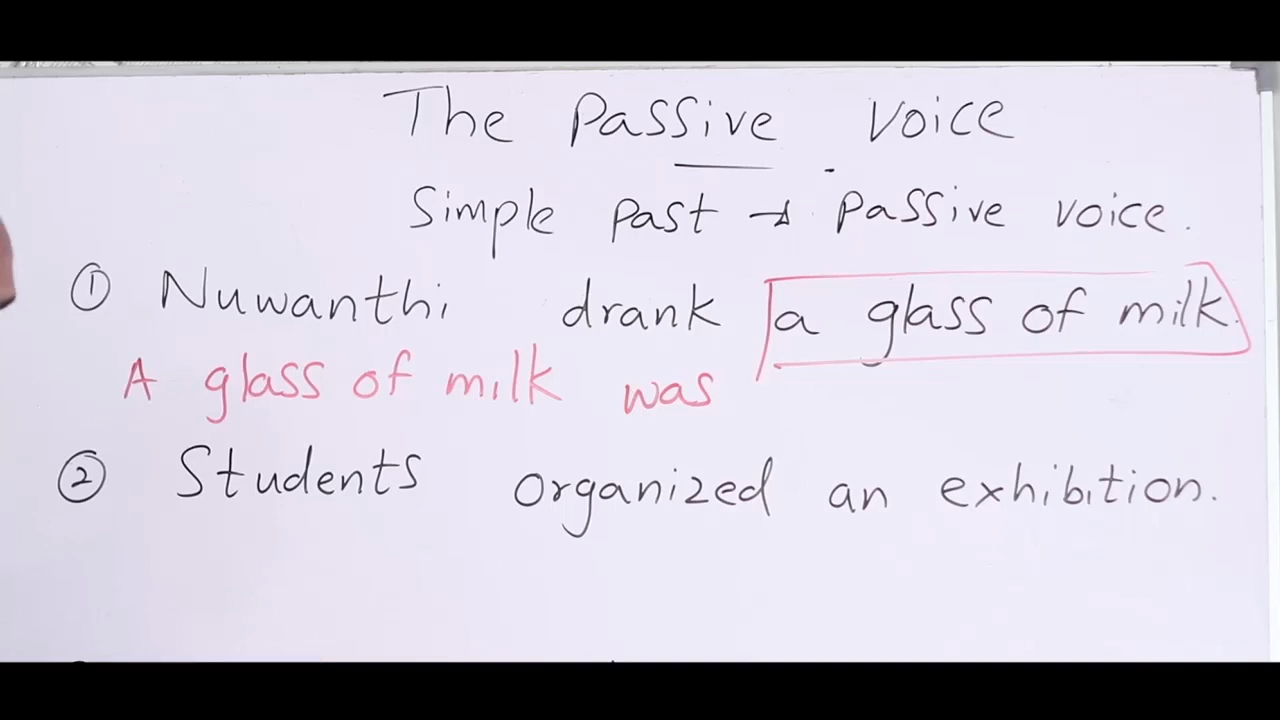 The Passive Voice
Simple past → passive voice.
① Nuwanthi drank a glass of milk.
A glass of milk was
② Students organized an exhibition.